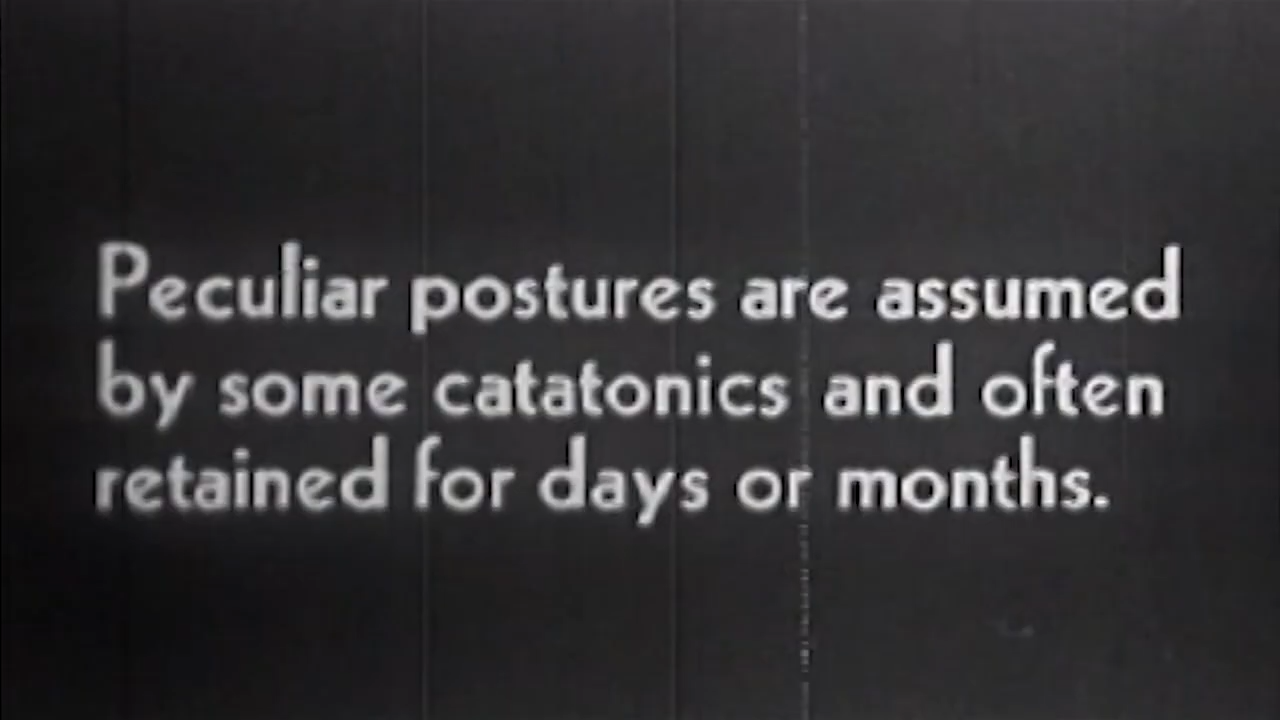 Peculiar postures are assumed
by some catatonics and often
retained for days or months.